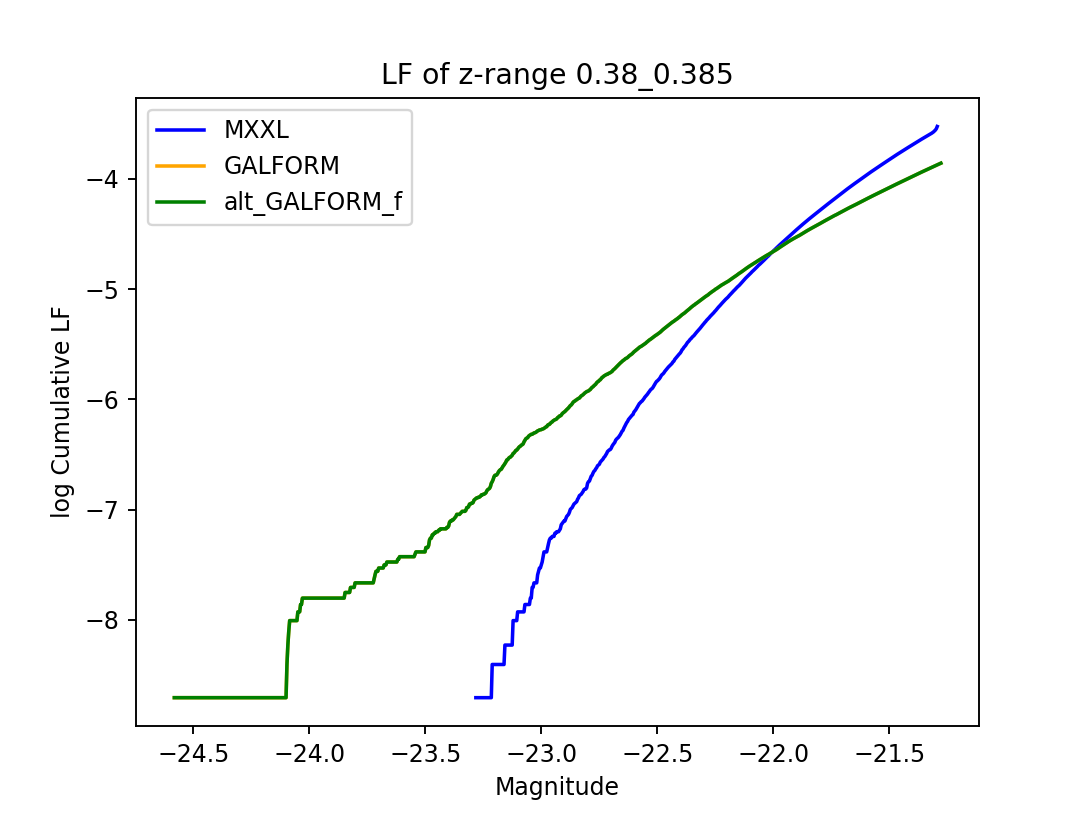 LF of z-range 0.38_0.385
MXXL
GALFORM
alt_GALFORM_f
log Cumulative LF
−4
−5
−6
−7
−8
−24.5 −24.0 −23.5 −23.0 −22.5 −22.0 −21.5
Magnitude